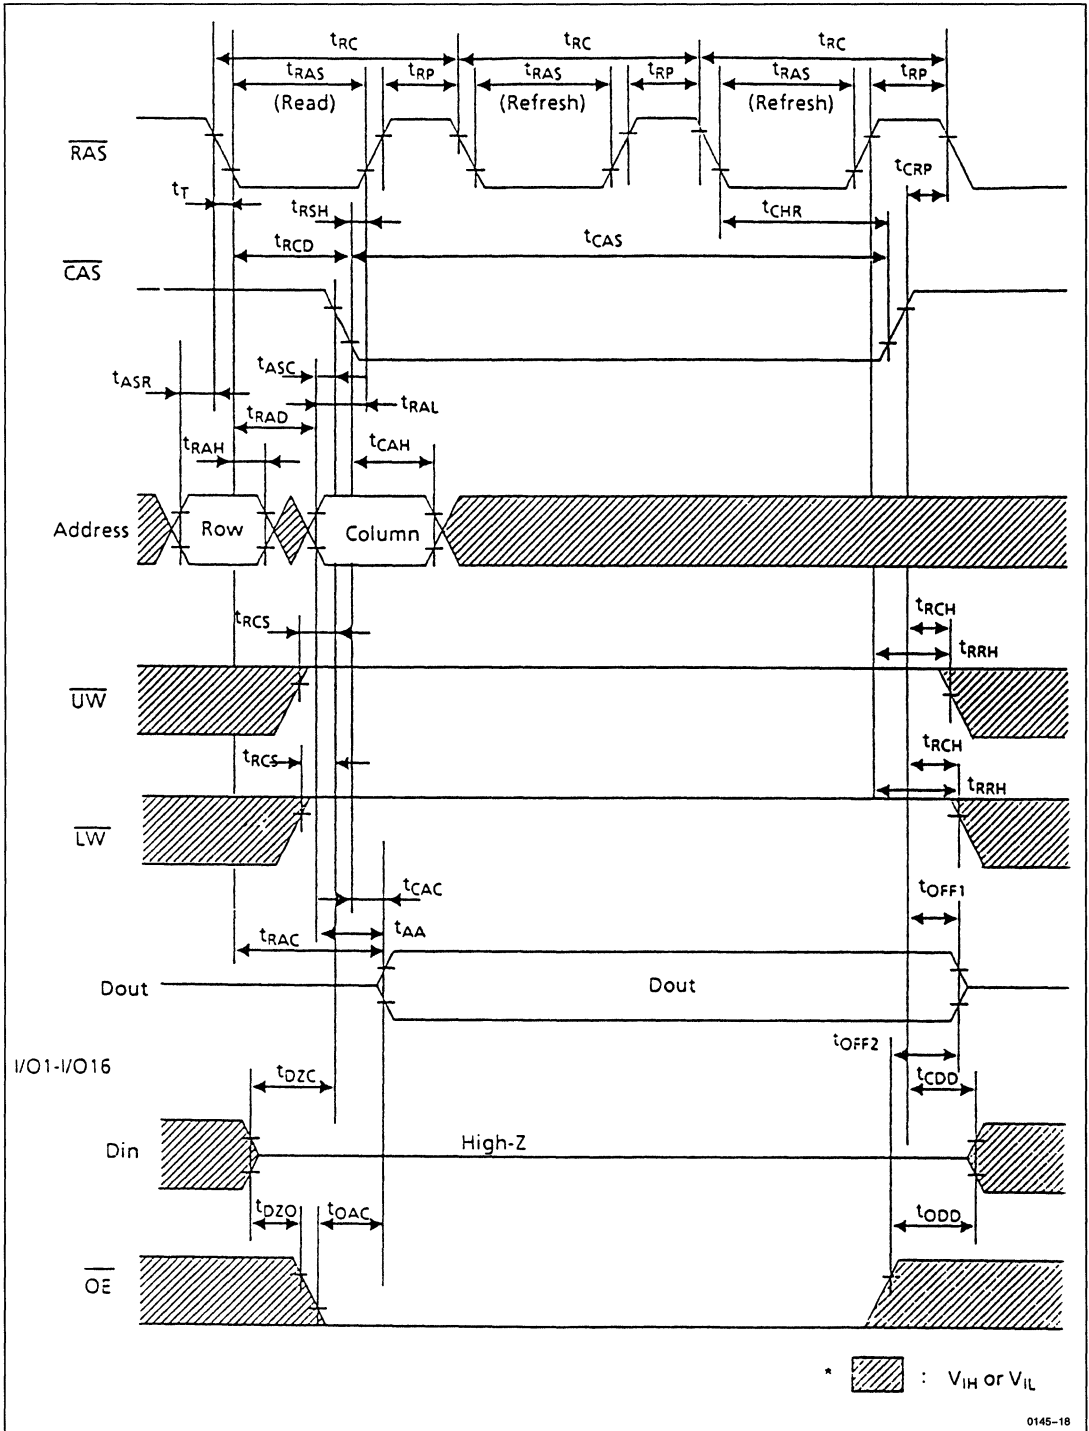 tRC tRC tRC
tRAS tRP tRAS tRP tRAS tRP
(Read) (Refresh) (Refresh)
RAS
tCRP
tT
tRSH tCHR
tRCD tCAS
CAS
tASC
tASR
tRAL
tRAD
tRAH tCAH
Address Row Column
tRCS tRCH
tRRH
UW
tRCS tRCH
tRRH
LW
tCAC tOFF1
tAA
tRAC
Dout Dout
tOFF2
I/O1-I/O16
tDZC tCDD
Din High-Z
tDZO tOAC tODD
OE
* : VIH or VIL
0145-18